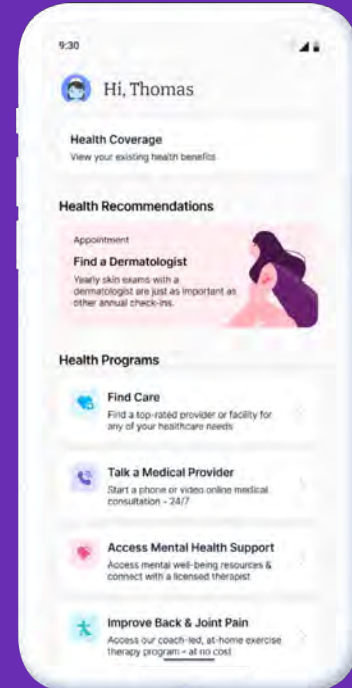 9:30
Hi, Thomas
Health Coverage
View your existing health benefits
Health Recommendations
Appointment
Find a Dermatologist
Yearly skin exams with a
dermatologist are just as important as
other annual check-ins.
Health Programs
Find Care
Find a top-rated provider or facility for
any of your healthcare needs
Talk a Medical Provider
Start a phone or video online medical
consultation - 24/7
Access Mental Health Support
Access mental well-being resources &
connect with a licensed therapist
Improve Back & Joint Pain
Access our coach-led, at-home exercise
therapy program - at no cost